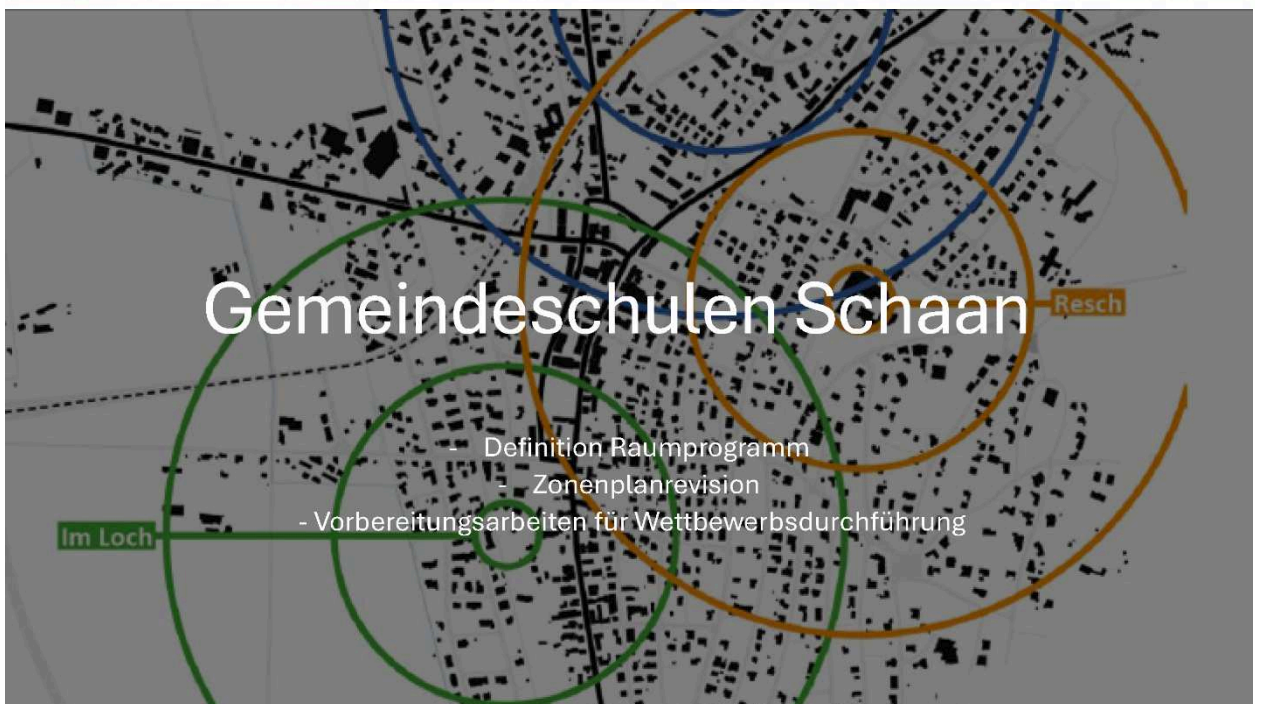 Gemeindeschulen Schaan
Resch
- Definition Raumprogramm
- Zonenplanrevision
- Vorbereitungsarbeiten für Wettbewerbsdurchführung
Im Loch